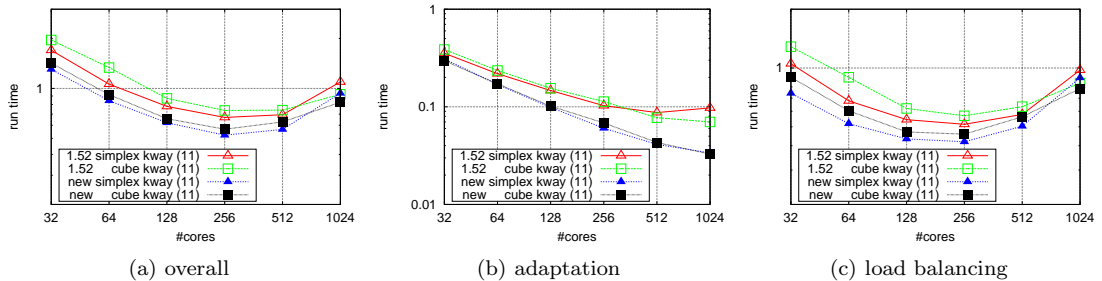 1
run time
1.52 simplex kway (11)
1.52 cube kway (11)
new simplex kway (11)
new cube kway (11)
32 64 128 256 512 1024
#cores
(a) overall
1
0.1
0.01
run time
1.52 simplex kway (11)
1.52 cube kway (11)
new simplex kway (11)
new cube kway (11)
32 64 128 256 512 1024
#cores
(b) adaptation
1
run time
1.52 simplex kway (11)
1.52 cube kway (11)
new simplex kway (11)
new cube kway (11)
32 64 128 256 512 1024
#cores
(c) load balancing